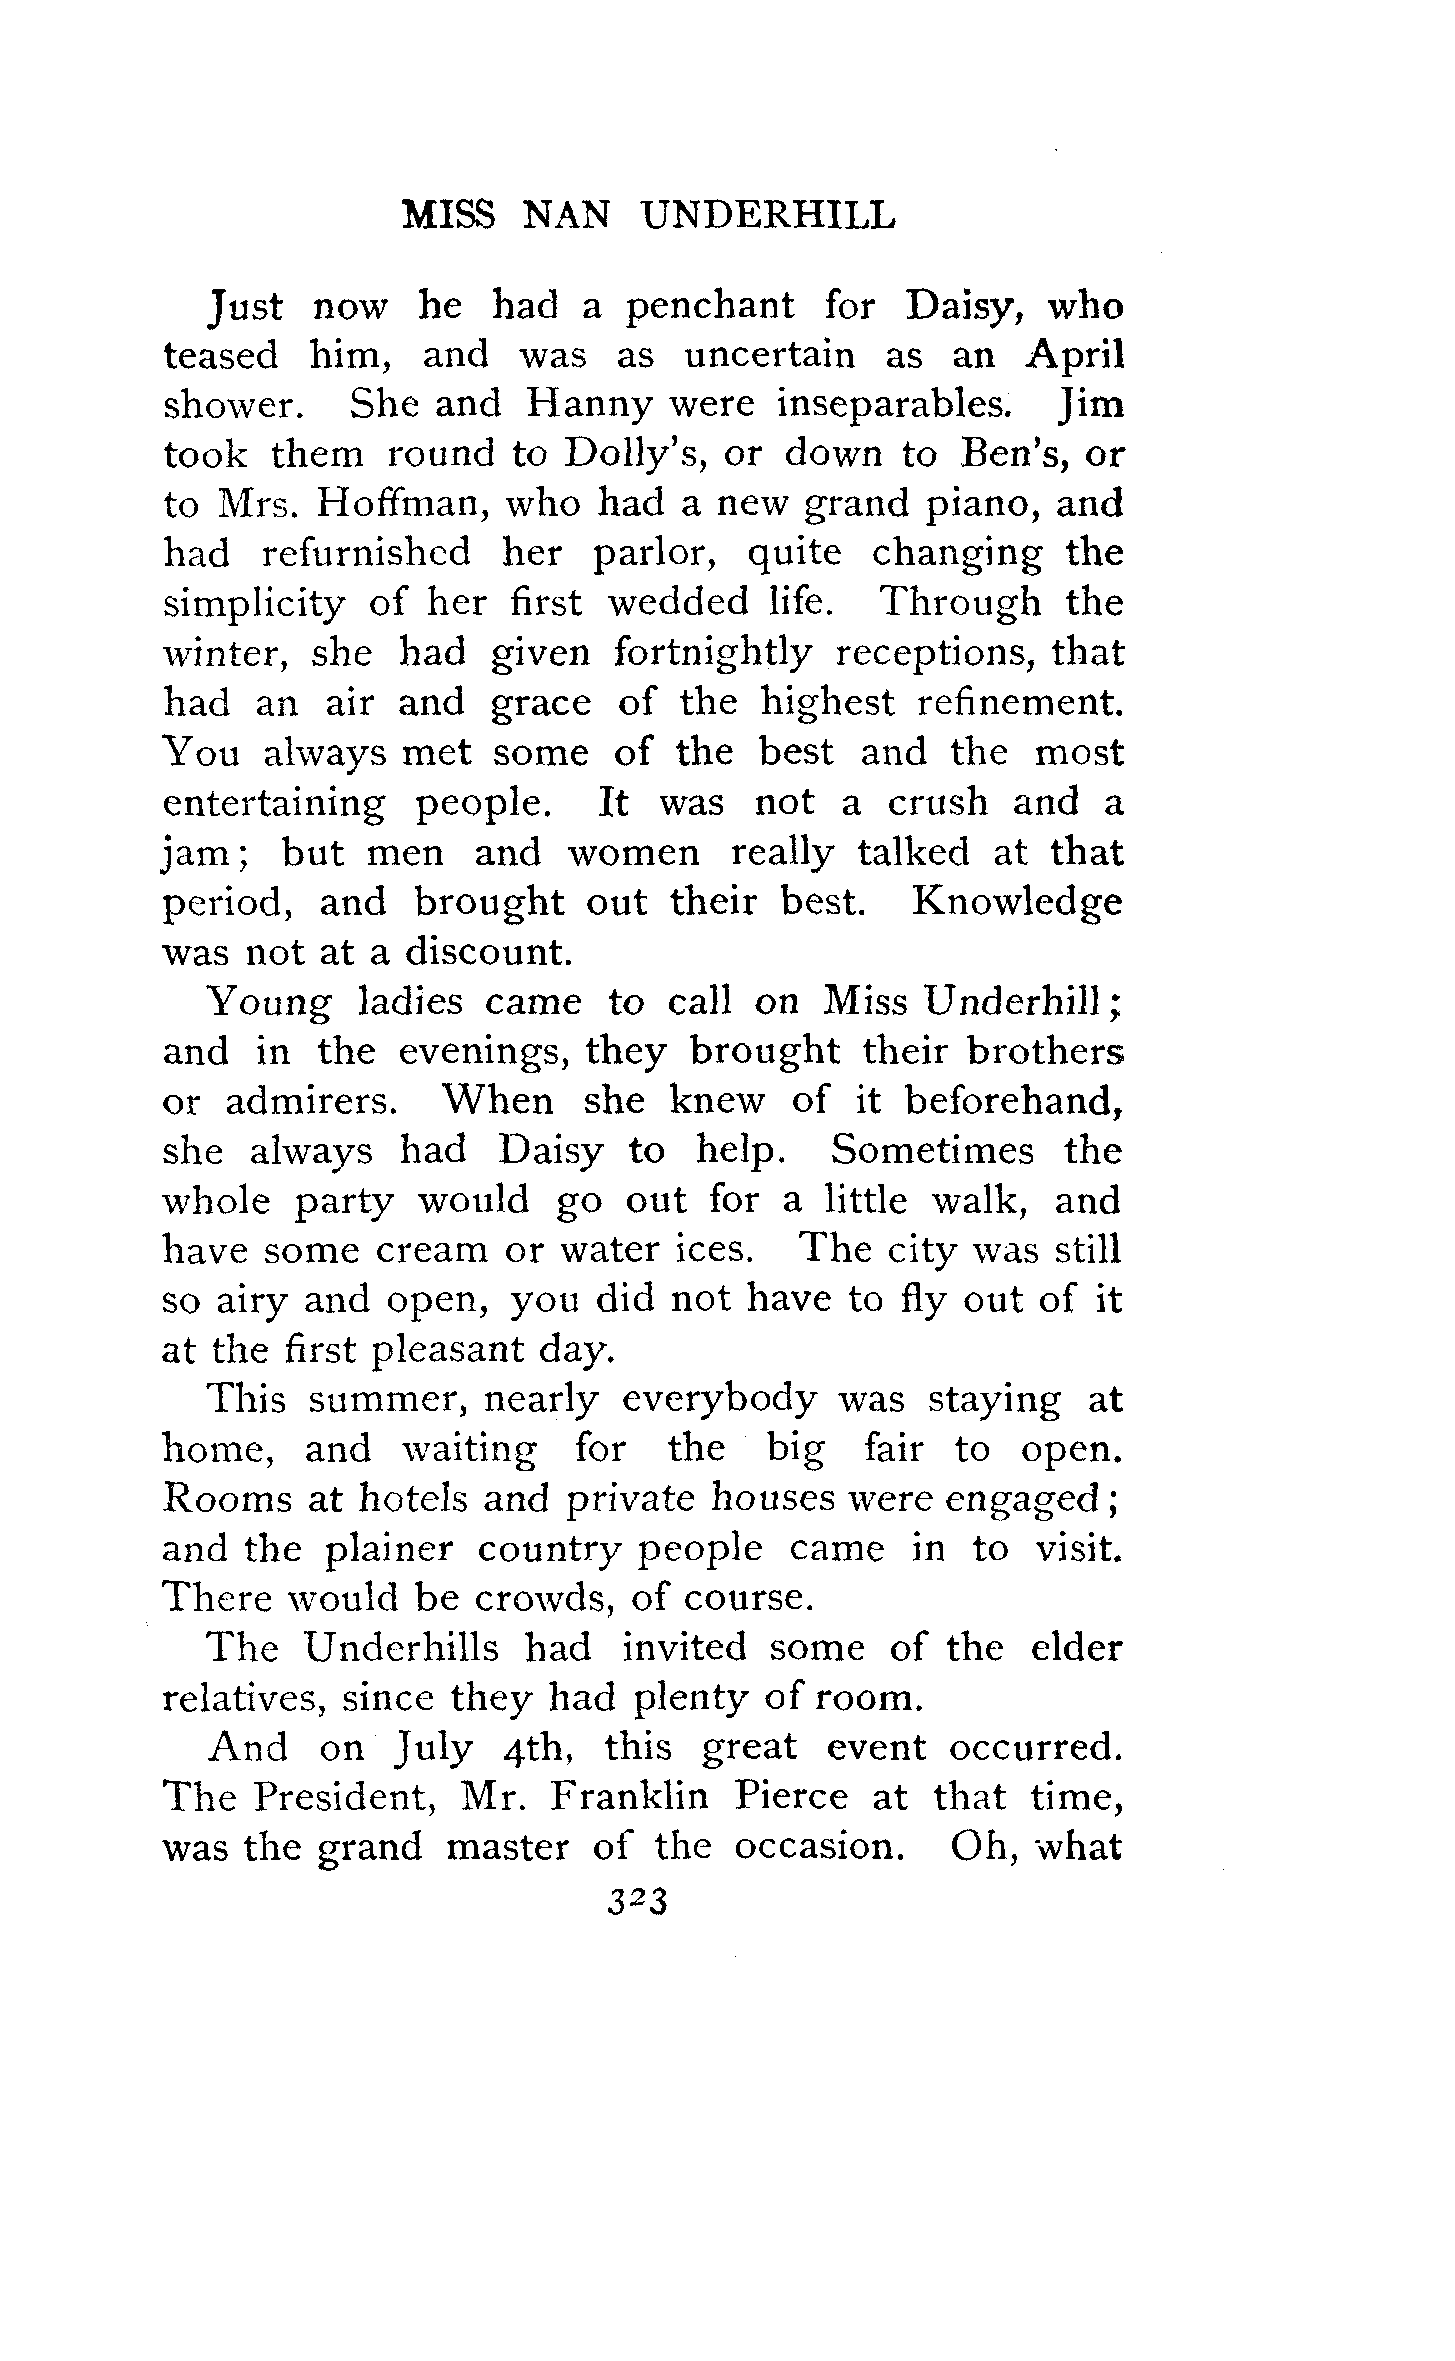 MISS NAN UNDERHILL
Just now he had a penchant for Daisy, who
teased him, and was as uncertain as an April
shower. She and Hanny were inseparables. Jim
took them round to Dolly's, or down to Ben's, or
to Mrs. Hoffman, who had a new grand piano, and
had refurnished her parlor, quite changing the
simplicity of her first wedded life. Through the
winter, she had given fortnightly receptions, that
had an air and grace of the highest refinement.
You always met some of the best and the most
entertaining people. It was not a crush and a
jam; but men and women really talked at that
period, and brought out their best. Knowledge
was not at a discount.
Young ladies came to call on Miss Underhill;
and in the evenings, they brought their brothers
or admirers. When she knew of it beforehand,
she always had Daisy to help. Sometimes the
whole party would go out for a little walk, and
have some cream or water ices. The city was still
so airy and open, you did not have to fly out of it
at the first pleasant day.
This summer, nearly everybody was staying at
home, and waiting for the big fair to open.
Rooms at hotels and private houses were engaged;
and the plainer country people came in to visit.
There would be crowds, of course.
The Underhills had invited some of the elder
relatives, since they had plenty of room.
And on July 4th, this great event occurred.
The President, Mr. Franklin Pierce at that time,
was the grand master of the occasion. Oh, what
323